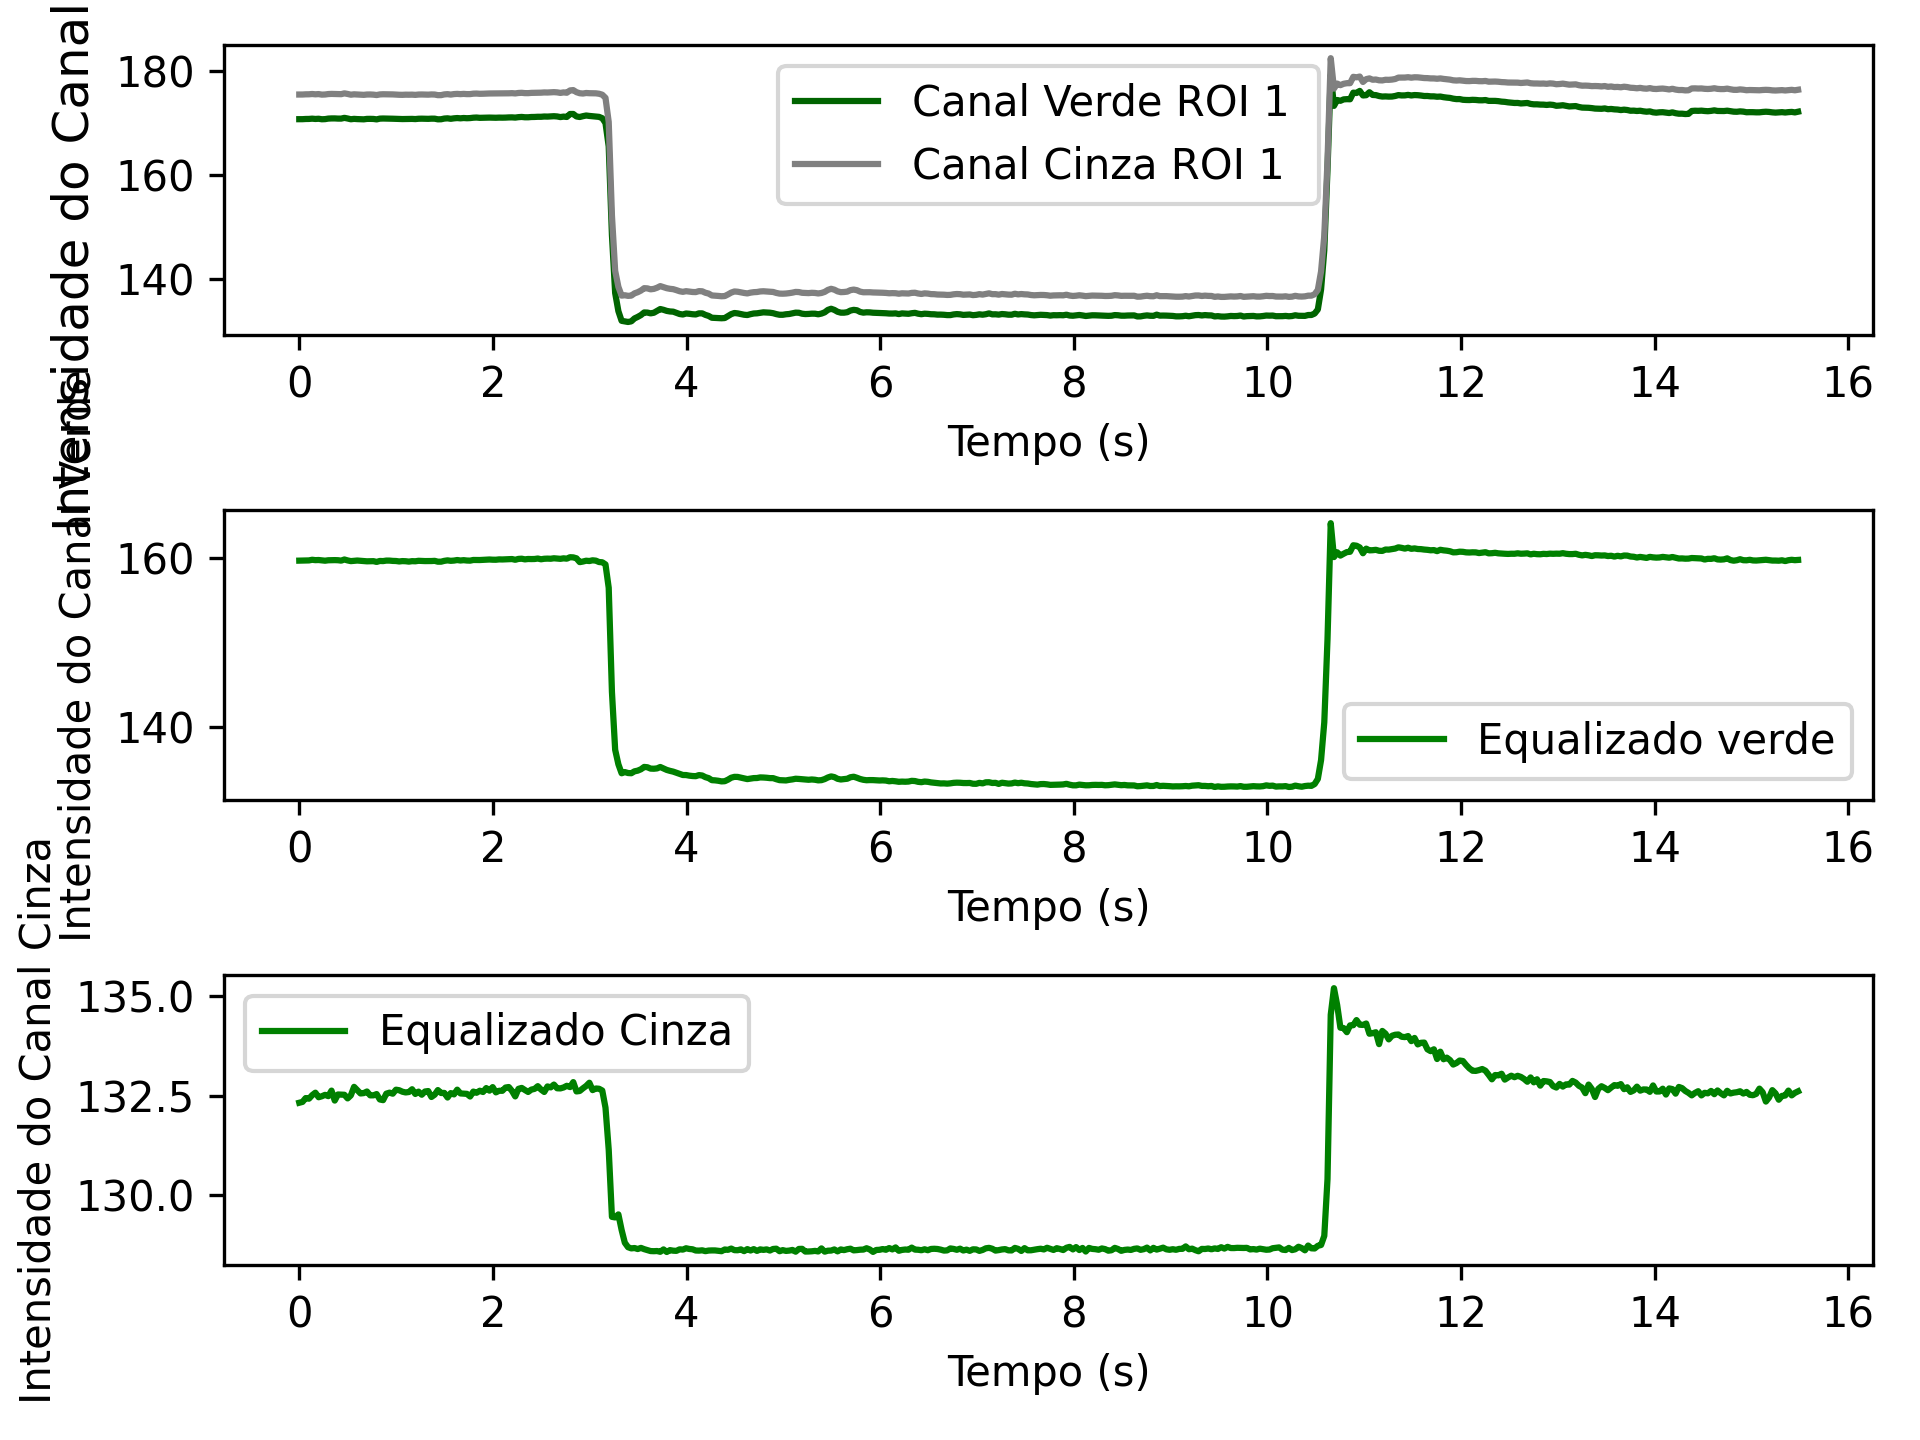 Intensidade do Canal
180
160
140
Canal Verde ROI 1
Canal Cinza ROI 1
0 2 4 6 8 10 12 14 16
Tempo (s)
Intensidade do Canal Verde
160
140
Equalizado verde
0 2 4 6 8 10 12 14 16
Tempo (s)
Intensidade do Canal Cinza
135.0
132.5
130.0
Equalizado Cinza
0 2 4 6 8 10 12 14 16
Tempo (s)